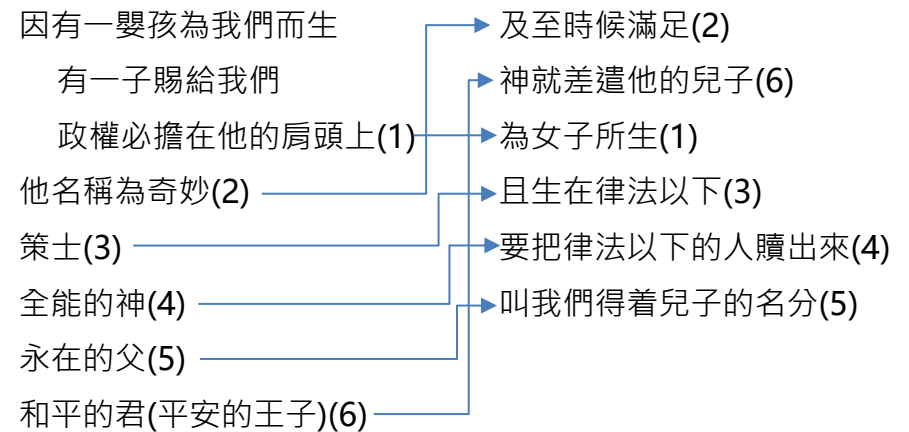 因有一嬰孩為我們而生
有一子賜給我們
政權必擔在他的肩頭上(1)
他名稱為奇妙(2)
策士(3)
全能的神(4)
永在的父(5)
和平的君(平安的王子)(6)
及至時候滿足(2)
神就差遣他的兒子(6)
為女子所生(1)
且生在律法以下(3)
要把律法以下的人贖出來(4)
叫我們得着兒子的名分(5)